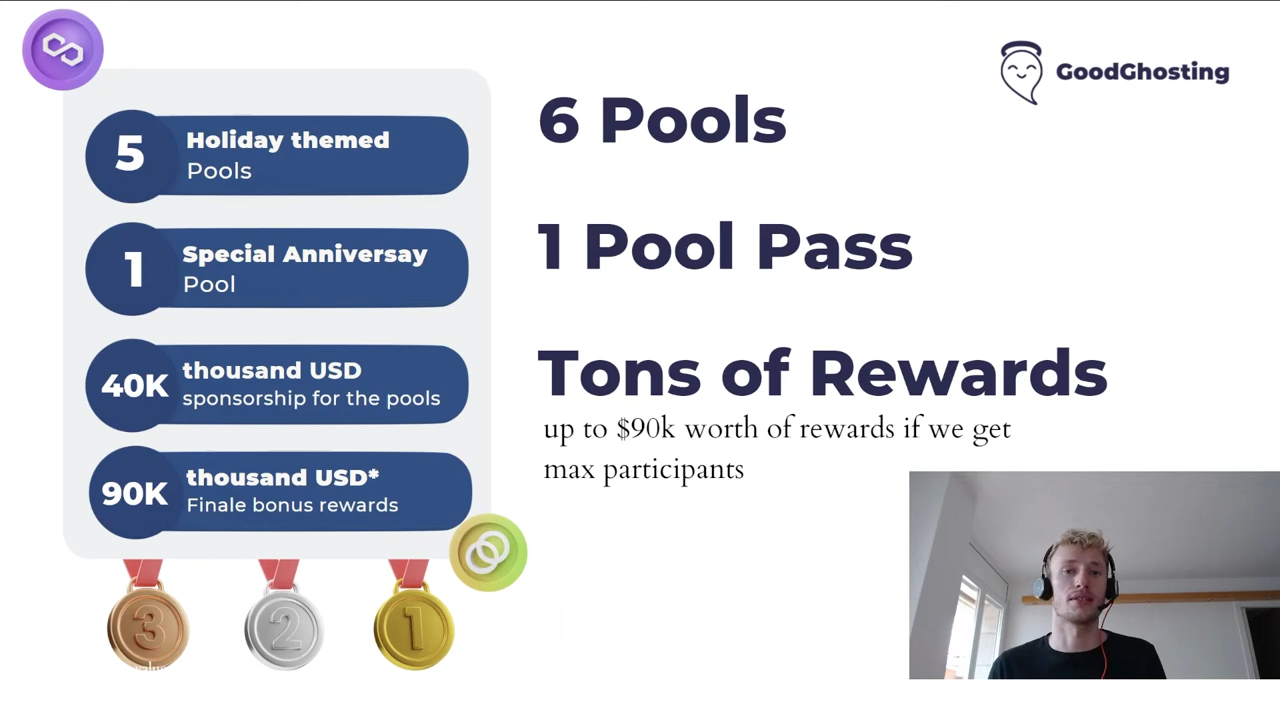 GoodGhosting
5
Holiday themed
Pools
1
Special Anniversay
Pool
40K
thousand USD
sponsorship for the pools
90K
thousand USD*
Finale bonus rewards
3
2
1
6 Pools
1 Pool Pass
Tons of Rewards
up to $90k worth of rewards if we get
max participants